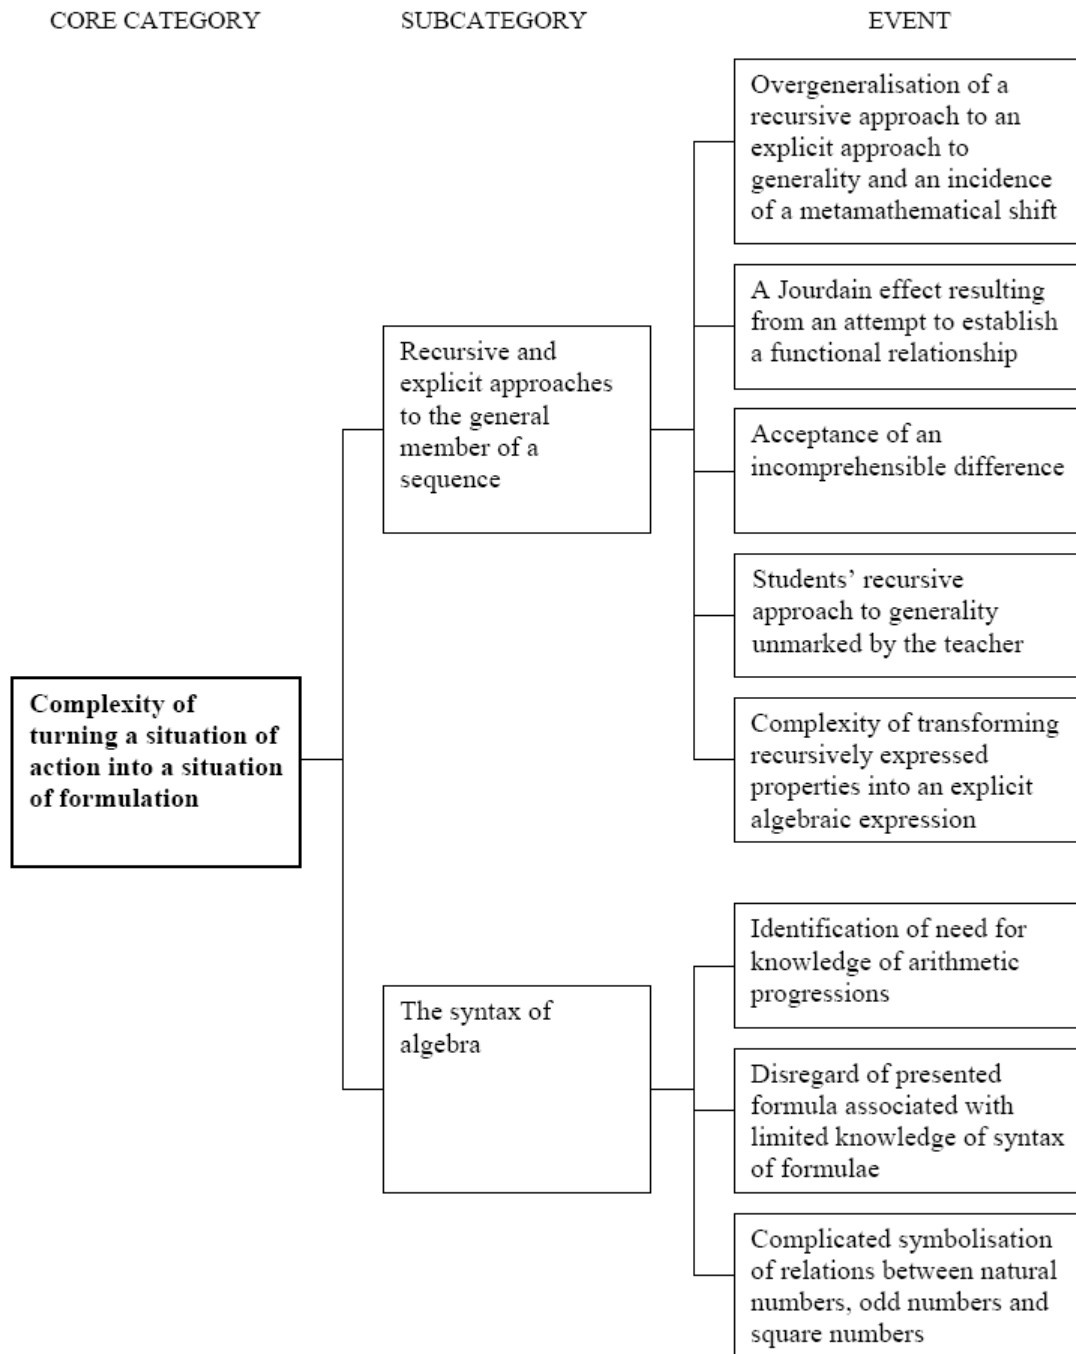 CORE CATEGORY
SUBCATEGORY
EVENT
Overgeneralisation of a
recursive approach to an
explicit approach to
generality and an incidence
of a metamathematical shift
A Jourdain effect resulting
from an attempt to establish
a functional relationship
Recursive and
explicit approaches
to the general
member of a
sequence
Acceptance of an
incomprehensible difference
Students’ recursive
approach to generality
unmarked by the teacher
Complexity of
turning a situation of
action into a situation
of formulation
Complexity of transforming
recursively expressed
properties into an explicit
algebraic expression
Identification of need for
knowledge of arithmetic
progressions
The syntax of
algebra
Disregard of presented
formula associated with
limited knowledge of syntax
of formulae
Complicated symbolisation
of relations between natural
numbers, odd numbers and
square numbers